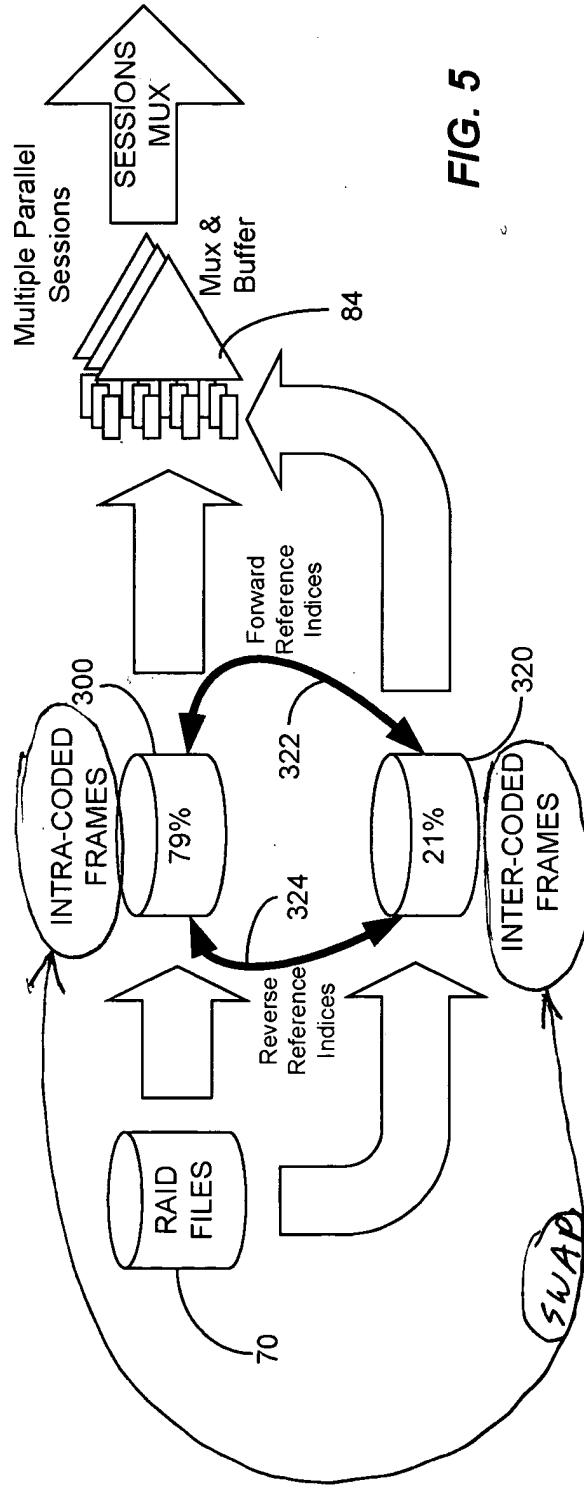 Multiple Parallel
Sessions
SESSIONS
MUX
Mux &
Buffer
84
INTRA-CODED
FRAMES
300
79%
Forward
Reference
Indices
322
324
Reverse
Reference
Indices
RAID
FILES
70
21%
320
INTER-CODED
FRAMES
SWAP
FIG. 5